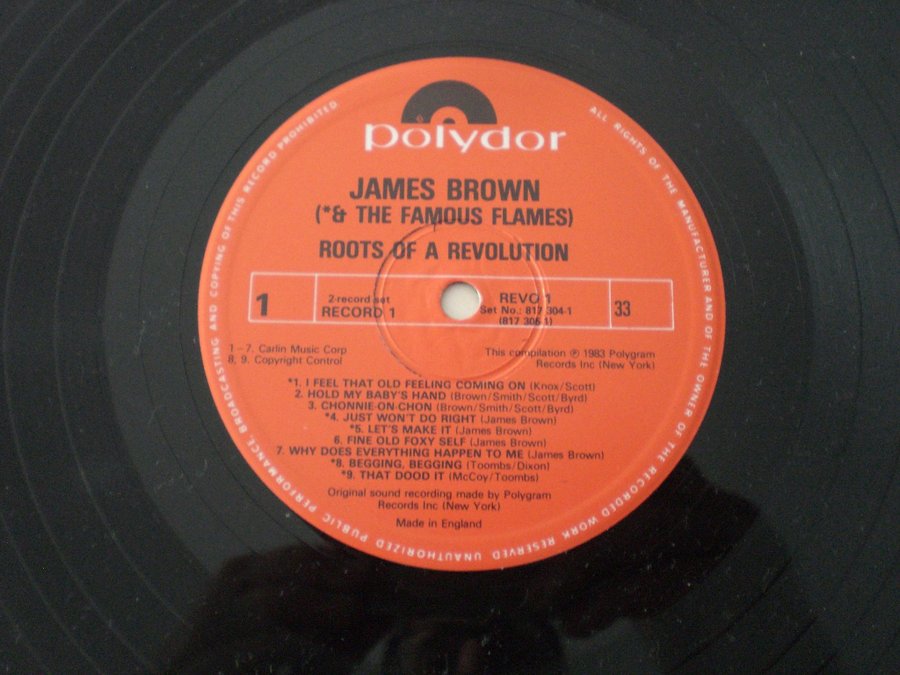 polydor
JAMES BROWN
(*& THE FAMOUS FLAMES)
ROOTS OF A REVOLUTION
1
2-record set
RECORD 1
REVO 1
Set No.: 817 304-1
(817 305-1)
33
1-7. Carlin Music Corp
8, 9. Copyright Control
This compilation ℗ 1983 Polygram
Records Inc (New York)
*1. I FEEL THAT OLD FEELING COMING ON (Knox/Scott)
2. HOLD MY BABY'S HAND (Brown/Smith/Scott/Byrd)
3. CHONNIE-ON-CHON (Brown/Smith/Scott/Byrd)
*4. JUST WON'T DO RIGHT (James Brown)
*5. LET'S MAKE IT (James Brown)
6. FINE OLD FOXY SELF (James Brown)
7. WHY DOES EVERYTHING HAPPEN TO ME (James Brown)
*8. BEGGING, BEGGING (Toombs/Dixon)
*9. THAT DOOD IT (McCoy/Toombs)
Original sound recording made by Polygram
Records Inc (New York)
Made in England
ALL RIGHTS OF THE MANUFACTURER AND OF THE OWNER OF THE RECORDED WORK RESERVED UNAUTHORIZED PUBLIC PERFORMANCE BROADCASTING AND COPYING OF THIS RECORD PROHIBITED